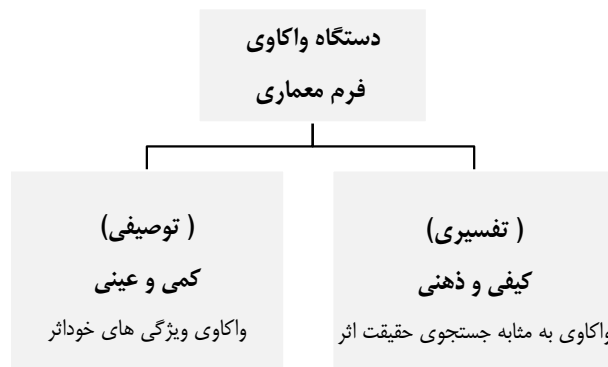 دستگاه واکاوی
فرم معماری
( تفسیری)
کیفی و ذهنی
واکاوی به مثابه جستجوی حقیقت اثر
( توصیفی)
کمی و عینی
واکاوی ویژگی های خوداثر